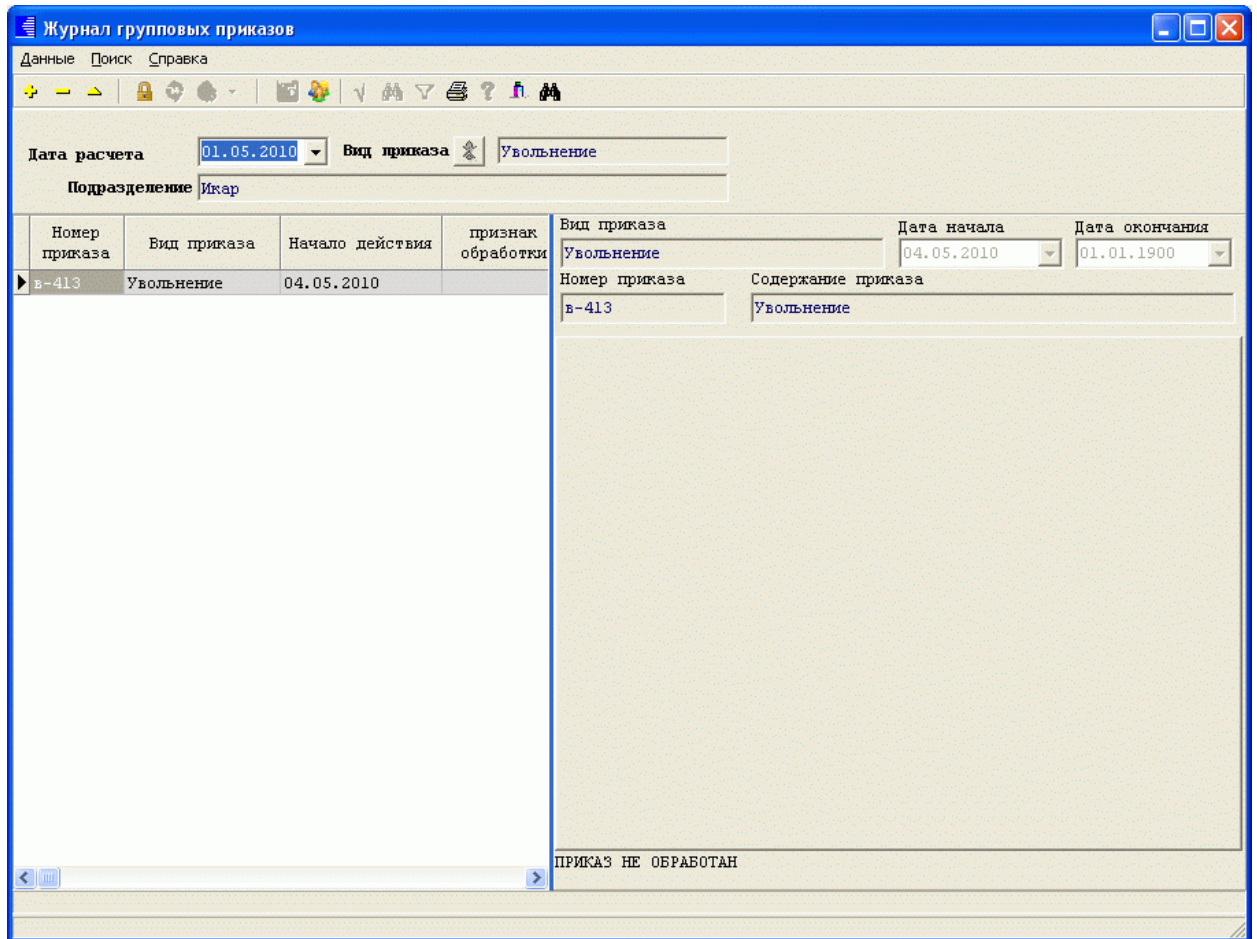 Журнал групповых приказов
Данные Поиск Справка
Дата расчета 01.05.2010 Вид приказа Увольнение
Подразделение Икар
Номер приказа Вид приказа Начало действия признак обработки
в-413 Увольнение 04.05.2010
Вид приказа Дата начала Дата окончания
Увольнение 04.05.2010 01.01.1900
Номер приказа Содержание приказа
в-413 Увольнение
ПРИКАЗ НЕ ОБРАБОТАН